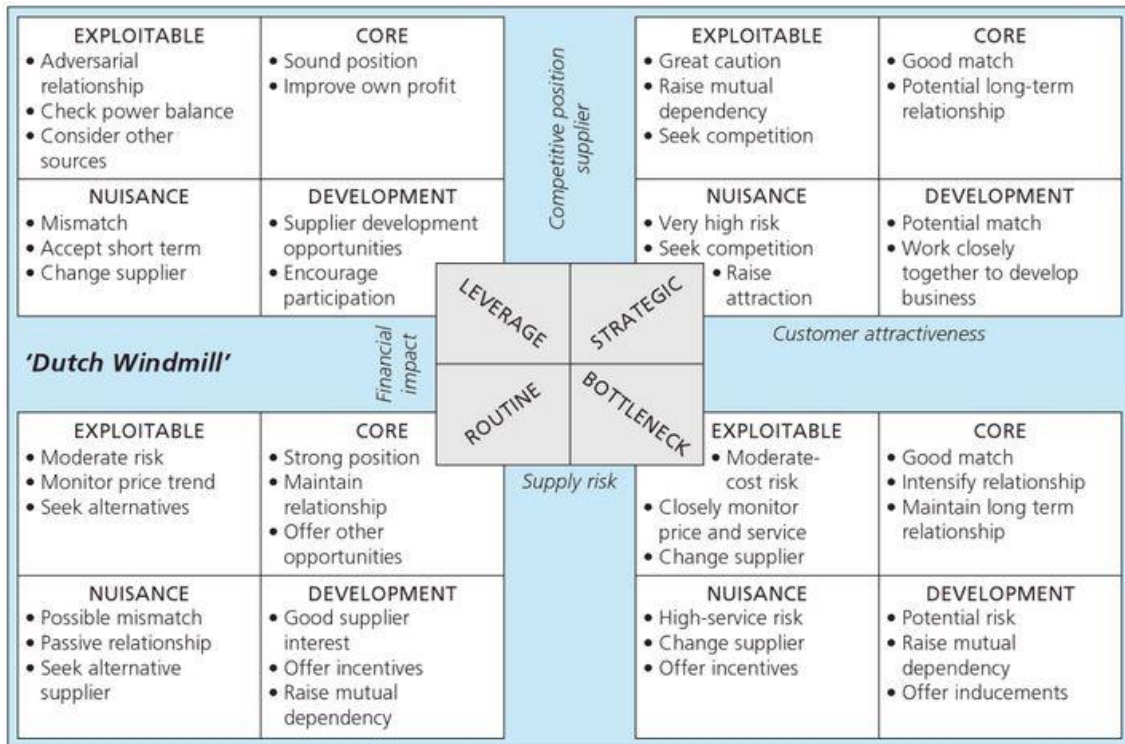 EXPLOITABLE
• Adversarial
relationship
• Check power balance
• Consider other
sources
CORE
• Sound position
• Improve own profit
NUISANCE
• Mismatch
• Accept short term
• Change supplier
DEVELOPMENT
• Supplier development
opportunities
• Encourage
participation
Competitive position
supplier
EXPLOITABLE
• Great caution
• Raise mutual
dependency
• Seek competition
CORE
• Good match
• Potential long-term
relationship
NUISANCE
• Very high risk
• Seek competition
• Raise
attraction
DEVELOPMENT
• Potential match
• Work closely
together to develop
business
'Dutch Windmill'
Financial
impact
LEVERAGE
STRATEGIC
ROUTINE
BOTTLENECK
Customer attractiveness
Supply risk
EXPLOITABLE
• Moderate risk
• Monitor price trend
• Seek alternatives
CORE
• Strong position
• Maintain
relationship
• Offer other
opportunities
NUISANCE
• Possible mismatch
• Passive relationship
• Seek alternative
supplier
DEVELOPMENT
• Good supplier
interest
• Offer incentives
• Raise mutual
dependency
EXPLOITABLE
• Moderate-
cost risk
• Closely monitor
price and service
• Change supplier
CORE
• Good match
• Intensify relationship
• Maintain long term
relationship
NUISANCE
• High-service risk
• Change supplier
• Offer incentives
DEVELOPMENT
• Potential risk
• Raise mutual
dependency
• Offer inducements